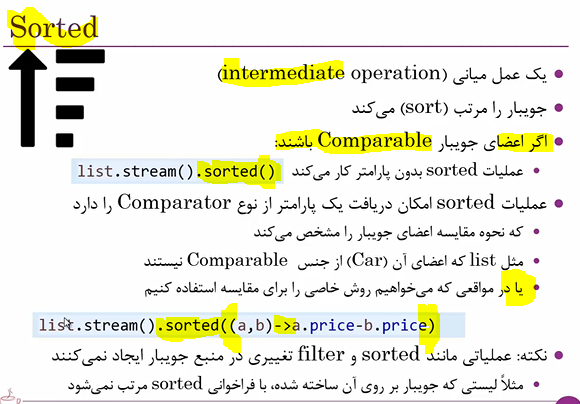 Sorted
یک عمل میانی (intermediate operation)
جویبار را مرتب (sort) می‌کند
اگر اعضای جویبار Comparable باشند:
عملیات sorted بدون پارامتر کار می‌کند list.stream().sorted()
عملیات sorted امکان دریافت یک پارامتر از نوع Comparator را دارد
که نحوه مقایسه اعضای جویبار را مشخص می‌کند
مثل list که اعضای آن (Car) از جنس Comparable نیستند
یا در مواقعی که می‌خواهیم روش خاصی را برای مقایسه استفاده کنیم
list.stream().sorted((a,b)->a.price-b.price)
نکته: عملیاتی مانند sorted و filter تغییری در منبع جویبار ایجاد نمی‌کنند
مثلاً لیستی که جویبار بر روی آن ساخته شده، با فراخوانی sorted مرتب نمی‌شود